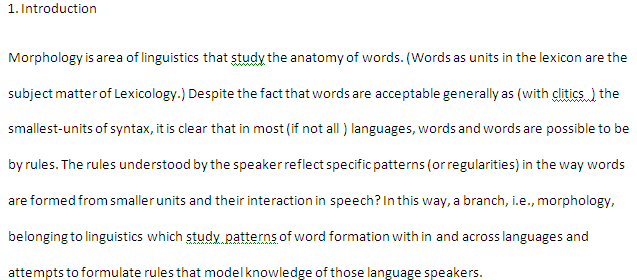 1. Introduction
Morphology is area of linguistics that study the anatomy of words. (Words as units in the lexicon are the
subject matter of Lexicology.) Despite the fact that words are acceptable generally as (with clitics ) the
smallest-units of syntax, it is clear that in most (if not all ) languages, words and words are possible to be
by rules. The rules understood by the speaker reflect specific patterns (or regularities) in the way words
are formed from smaller units and their interaction in speech? In this way, a branch, i.e., morphology,
belonging to linguistics which study patterns of word formation with in and across languages and
attempts to formulate rules that model knowledge of those language speakers.